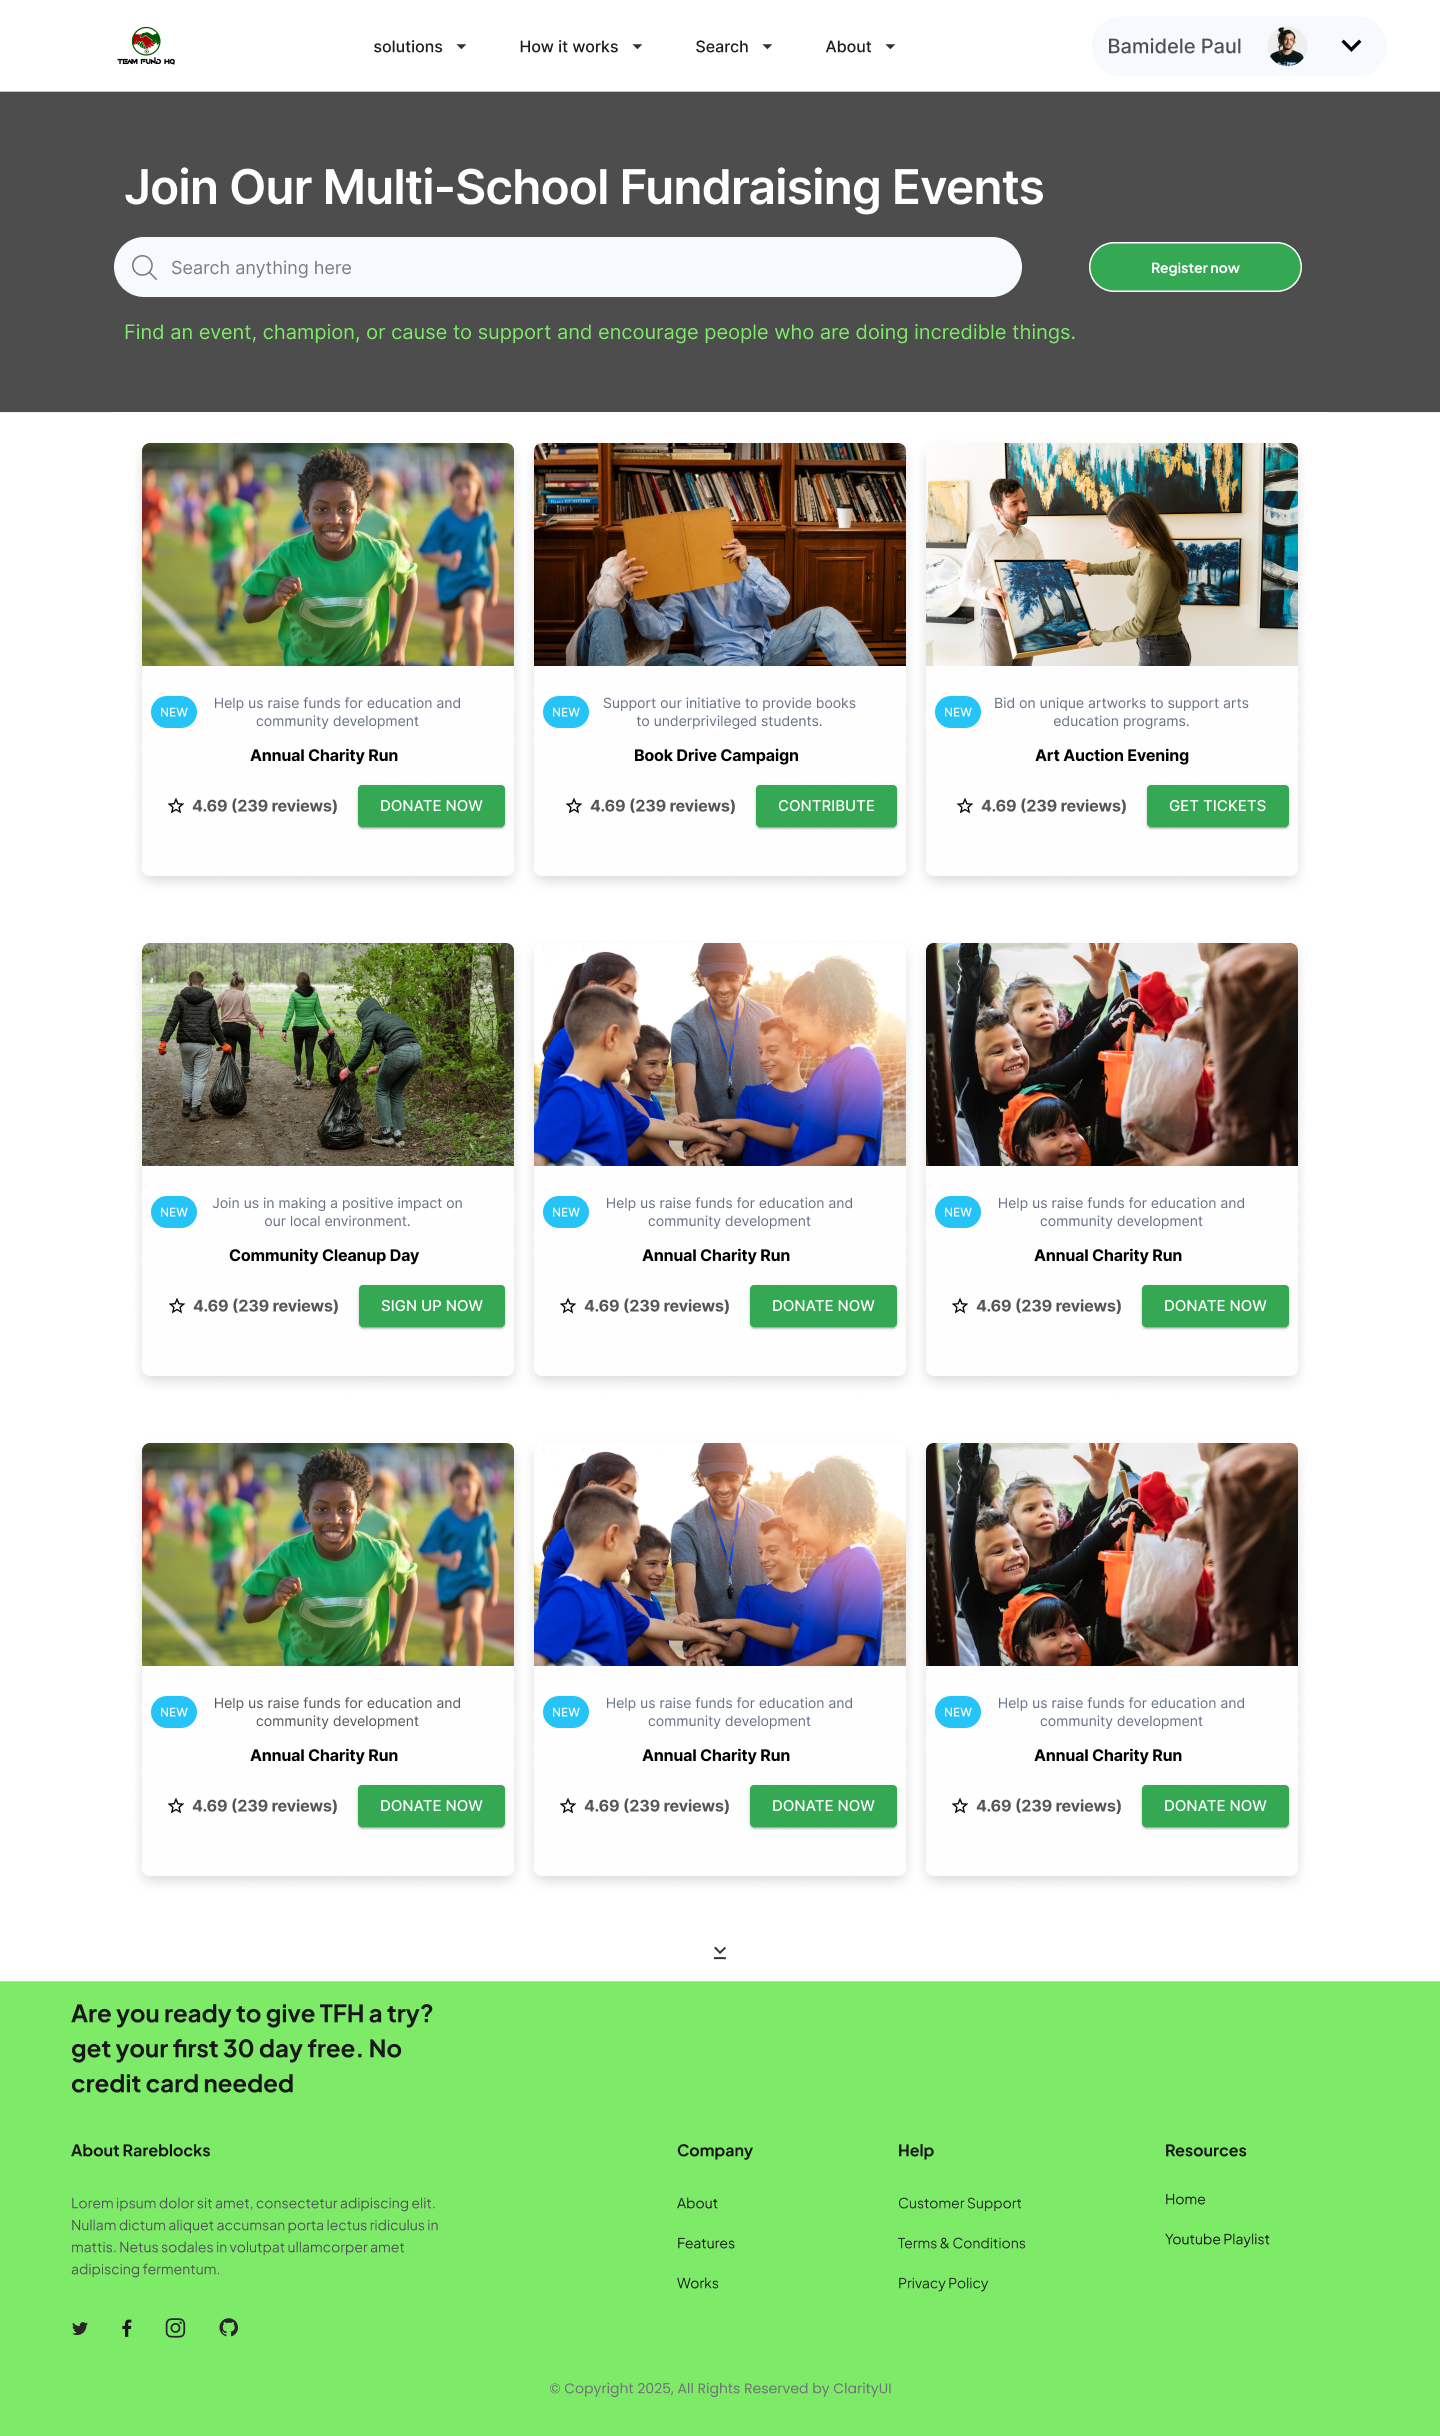 TEAM FUND HQ
solutions
How it works
Search
About
Bamidele Paul
Join Our Multi-School Fundraising Events
Search anything here
Register now
Find an event, champion, or cause to support and encourage people who are doing incredible things.
NEW
Help us raise funds for education and
community development
Annual Charity Run
4.69 (239 reviews)
DONATE NOW
NEW
Support our initiative to provide books
to underprivileged students.
Book Drive Campaign
4.69 (239 reviews)
CONTRIBUTE
NEW
Bid on unique artworks to support arts
education programs.
Art Auction Evening
4.69 (239 reviews)
GET TICKETS
NEW
Join us in making a positive impact on
our local environment.
Community Cleanup Day
4.69 (239 reviews)
SIGN UP NOW
NEW
Help us raise funds for education and
community development
Annual Charity Run
4.69 (239 reviews)
DONATE NOW
NEW
Help us raise funds for education and
community development
Annual Charity Run
4.69 (239 reviews)
DONATE NOW
NEW
Help us raise funds for education and
community development
Annual Charity Run
4.69 (239 reviews)
DONATE NOW
NEW
Help us raise funds for education and
community development
Annual Charity Run
4.69 (239 reviews)
DONATE NOW
NEW
Help us raise funds for education and
community development
Annual Charity Run
4.69 (239 reviews)
DONATE NOW
Are you ready to give TFH a try?
get your first 30 day free. No
credit card needed
About Rareblocks
Lorem ipsum dolor sit amet, consectetur adipiscing elit.
Nullam dictum aliquet accumsan porta lectus ridiculus in
mattis. Netus sodales in volutpat ullamcorper amet
adipiscing fermentum.
Company
About
Features
Works
Help
Customer Support
Terms & Conditions
Privacy Policy
Resources
Home
Youtube Playlist
© Copyright 2025, All Rights Reserved by ClarityUI